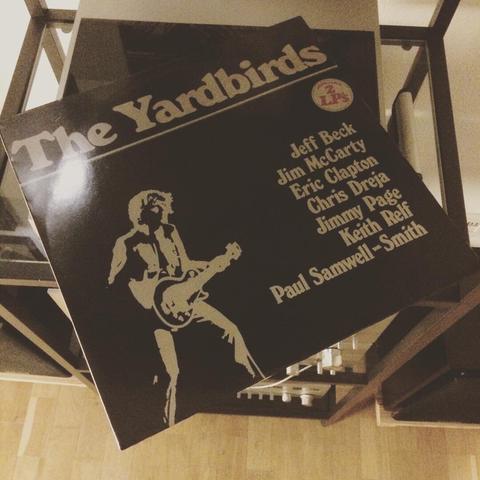 The Yardbirds
2
LPs
Jeff Beck
Jim McCarty
Eric Clapton
Chris Dreja
Jimmy Page
Keith Relf
Paul Samwell-Smith